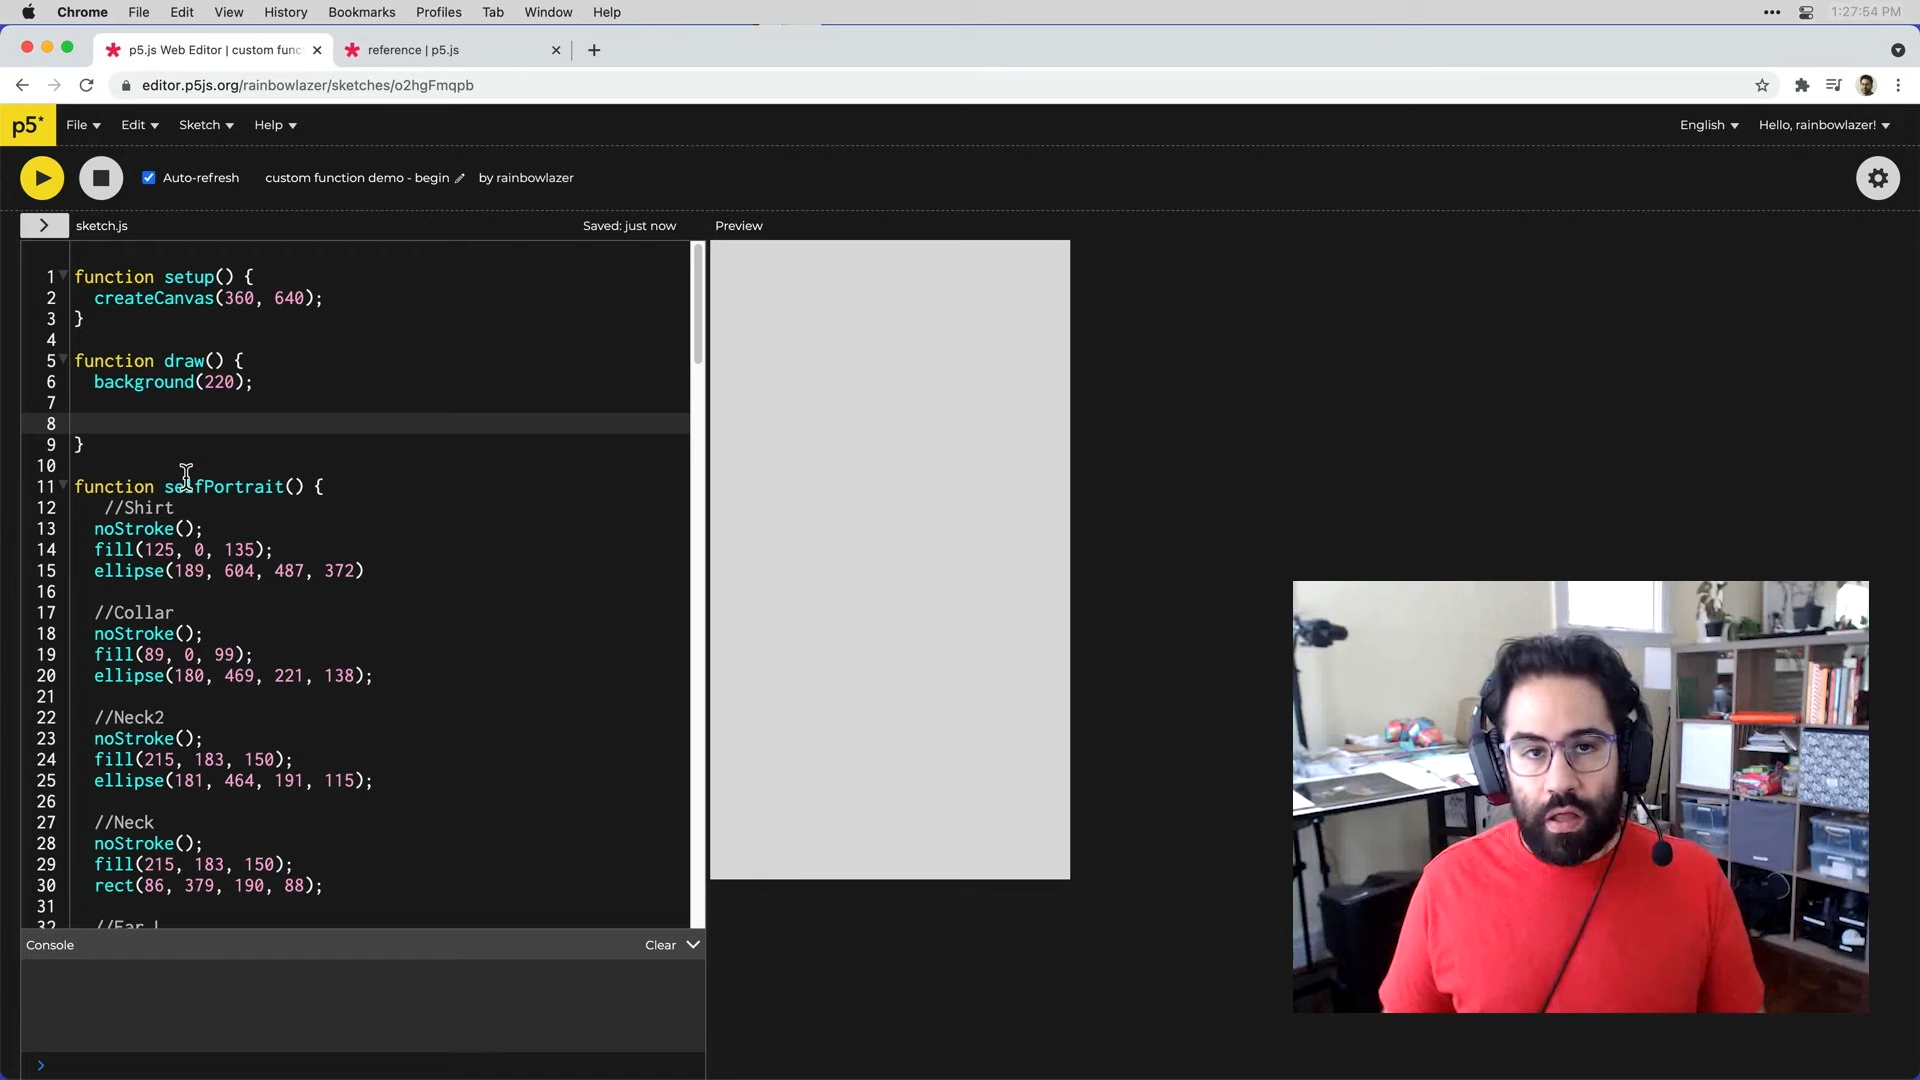 Chrome File Edit View History Bookmarks Profiles Tab Window Help 1:27:54 PM
p5.js Web Editor | custom func reference | p5.js
editor.p5js.org/rainbowlazer/sketches/o2hgFmqpb
p5* File Edit Sketch Help English Hello, rainbowlazer!
Auto-refresh custom function demo - begin by rainbowlazer
> sketch.js Saved: just now Preview
1 function setup() {
2 createCanvas(360, 640);
3 }
4
5 function draw() {
6 background(220);
7
8
9 }
10
11 function selfPortrait() {
12 //Shirt
13 noStroke();
14 fill(125, 0, 135);
15 ellipse(189, 604, 487, 372)
16
17 //Collar
18 noStroke();
19 fill(89, 0, 99);
20 ellipse(180, 469, 221, 138);
21
22 //Neck2
23 noStroke();
24 fill(215, 183, 150);
25 ellipse(181, 464, 191, 115);
26
27 //Neck
28 noStroke();
29 fill(215, 183, 150);
30 rect(86, 379, 190, 88);
31
32 //Ear L
Console Clear
>